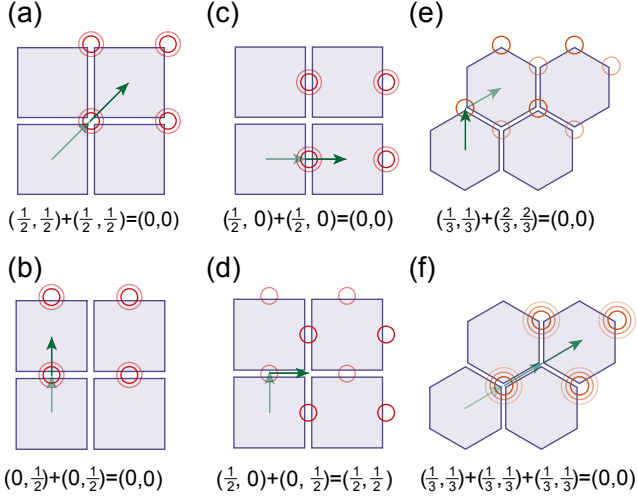 (a)
(c)
(e)
(1/2, 1/2)+(1/2, 1/2)=(0,0)
(1/2, 0)+(1/2, 0)=(0,0)
(1/3, 1/3)+(2/3, 2/3)=(0,0)
(b)
(d)
(f)
(0, 1/2)+(0, 1/2)=(0,0)
(1/2, 0)+(0, 1/2)=(1/2, 1/2)
(1/3, 1/3)+(1/3, 1/3)+(1/3, 1/3)=(0,0)